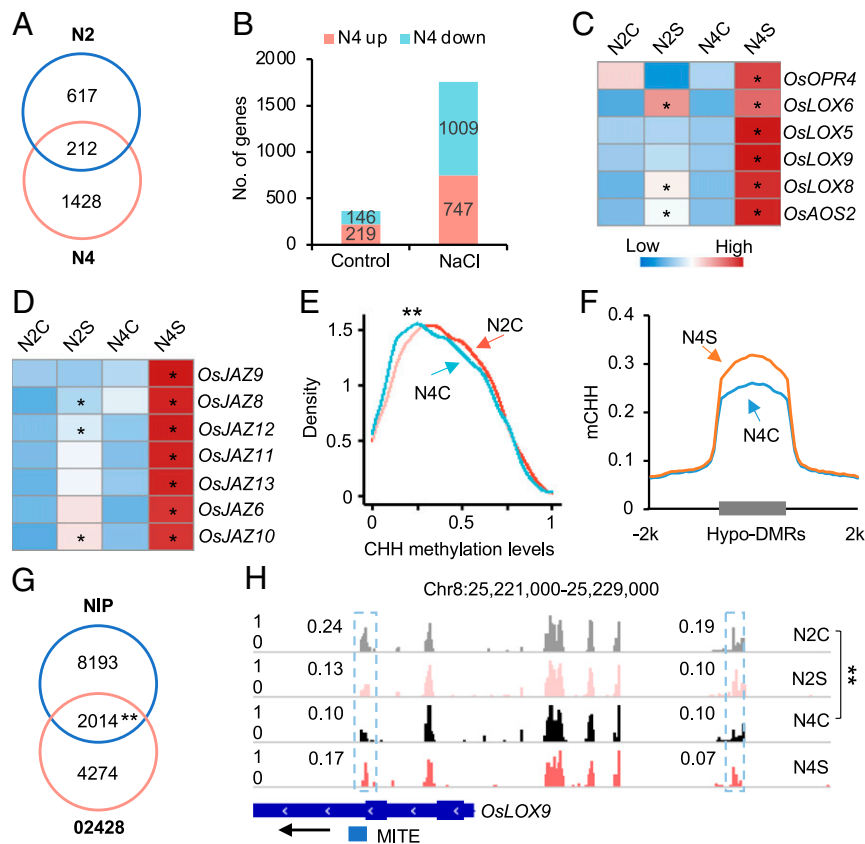 A
N2
617
212
1428
N4
B
N4 up
N4 down
No. of genes
2000
1500
1000
500
0
146
219
1009
747
Control
NaCl
C
N2C
N2S
N4C
N4S
* OsOPR4
* * OsLOX6
* OsLOX5
* OsLOX9
* * OsLOX8
* * OsAOS2
Low
High
D
N2C
N2S
N4C
N4S
* OsJAZ9
* * OsJAZ8
* * OsJAZ12
* OsJAZ11
* OsJAZ13
* OsJAZ6
* * OsJAZ10
E
**
Density
1.5
1
0.5
0
N2C
N4C
0
0.5
1
CHH methylation levels
F
mCHH
0.4
0.3
0.2
0.1
0
N4S
N4C
-2k
Hypo-DMRs
2k
G
NIP
8193
2014 **
4274
02428
H
Chr8:25,221,000-25,229,000
1
0
0.24
0.19
N2C
1
0
0.13
0.10
N2S
1
0
0.10
0.10
N4C
**
1
0
0.17
0.07
N4S
OsLOX9
MITE